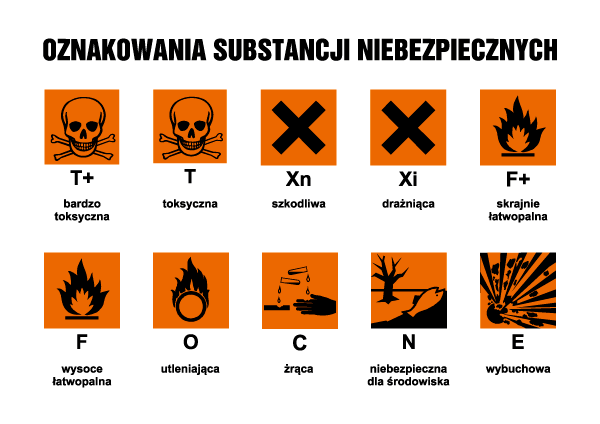 OZNAKOWANIA SUBSTANCJI NIEBEZPIECZNYCH
T+
bardzo
toksyczna
T
toksyczna
Xn
szkodliwa
Xi
drażniąca
F+
skrajnie
łatwopalna
F
wysoce
łatwopalna
O
utleniająca
C
żrąca
N
niebezpieczna
dla środowiska
E
wybuchowa